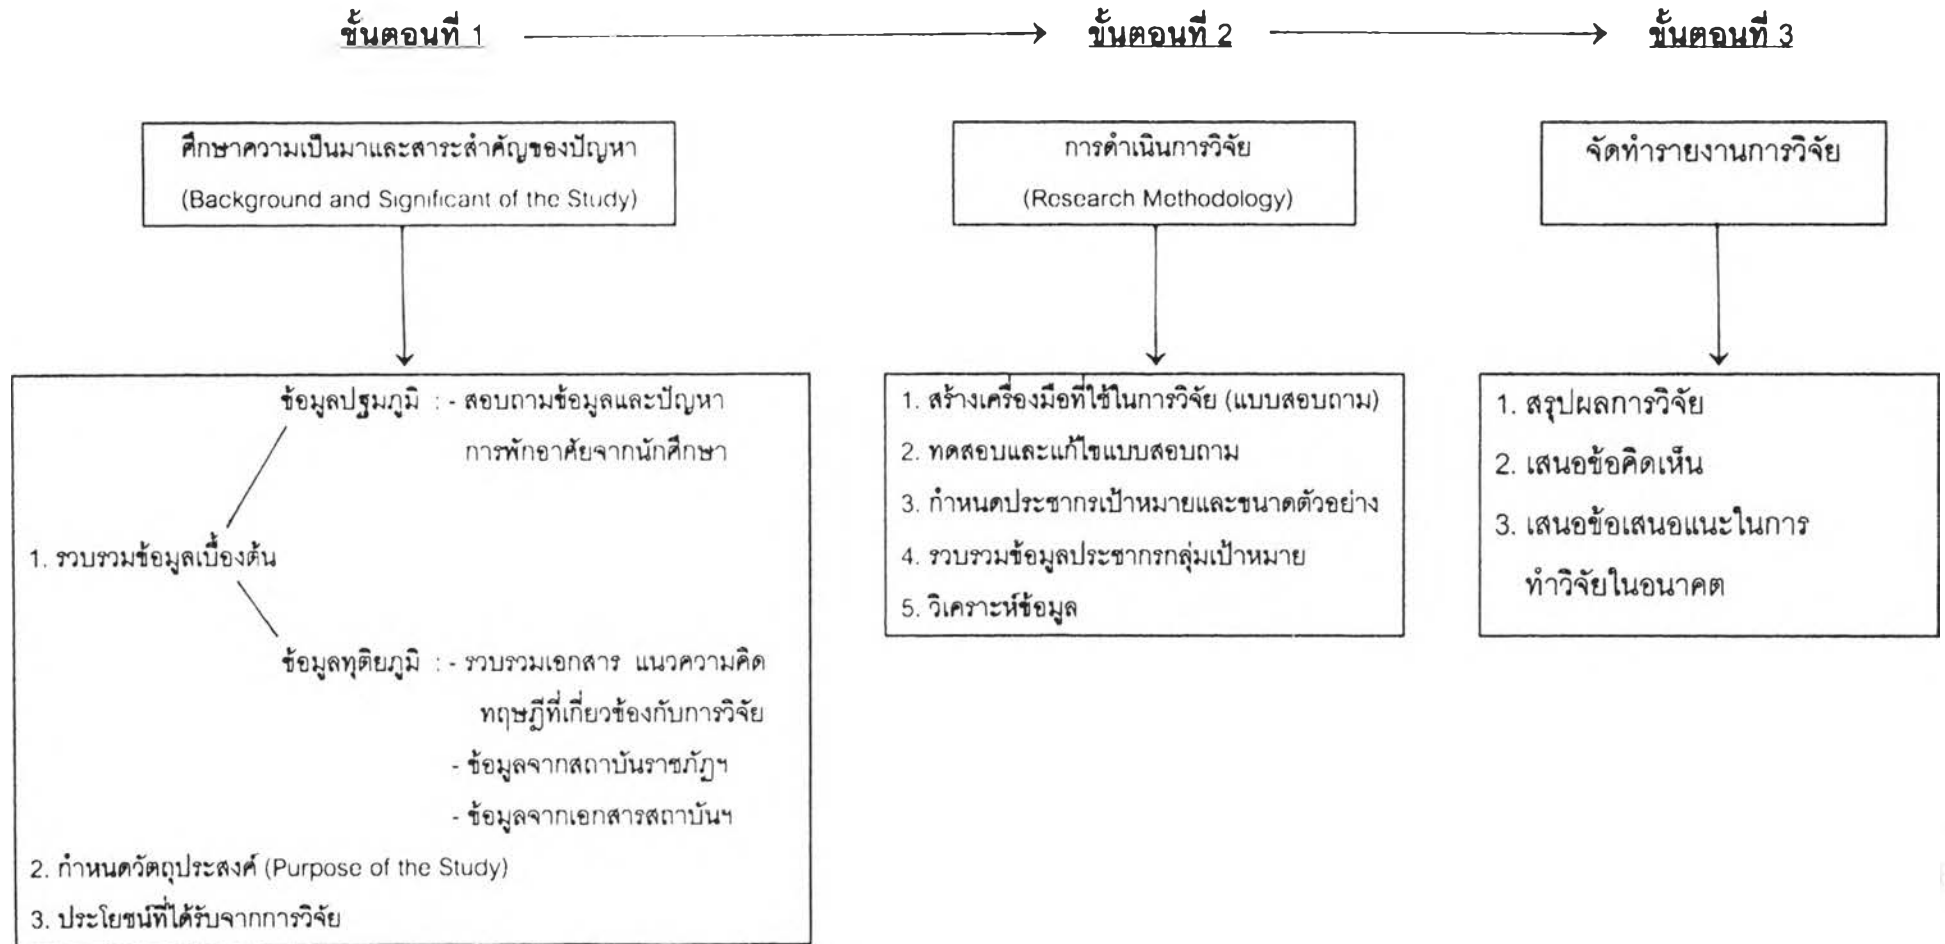 ขั้นตอนที่ 1
ขั้นตอนที่ 2
ขั้นตอนที่ 3
ศึกษาความเป็นมาและสาระสำคัญของปัญหา
(Background and Significant of the Study)
การดำเนินการวิจัย
(Research Methodology)
จัดทำรายงานการวิจัย
ข้อมูลปฐมภูมิ : - สอบถามข้อมูลและปัญหา
การพักอาศัยจากนักศึกษา
1. รวบรวมข้อมูลเบื้องต้น
ข้อมูลทุติยภูมิ : - รวบรวมเอกสาร แนวความคิด
ทฤษฎีที่เกี่ยวข้องกับการวิจัย
- ข้อมูลจากสถาบันราชภัฏฯ
- ข้อมูลจากเอกสารสถาบันฯ
2. กำหนดวัตถุประสงค์ (Purpose of the Study)
3. ประโยชน์ที่ได้รับจากการวิจัย
1. สร้างเครื่องมือที่ใช้ในการวิจัย (แบบสอบถาม)
2. ทดสอบและแก้ไขแบบสอบถาม
3. กำหนดประชากรเป้าหมายและขนาดตัวอย่าง
4. รวบรวมข้อมูลประชากรกลุ่มเป้าหมาย
5. วิเคราะห์ข้อมูล
1. สรุปผลการวิจัย
2. เสนอข้อคิดเห็น
3. เสนอข้อเสนอแนะในการ
ทำวิจัยในอนาคต